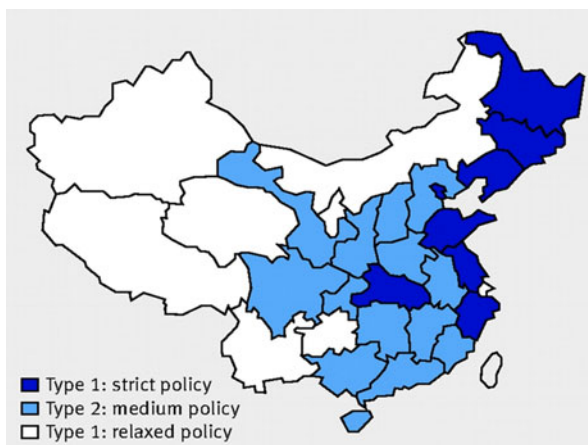 Type 1: strict policy
Type 2: medium policy
Type 1: relaxed policy